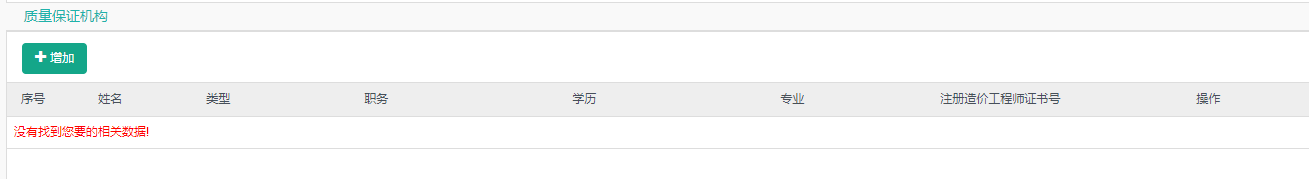 质量保证机构
增加
序号 姓名 类型 职务 学历 专业 注册造价工程师证书号 操作
没有找到您要的相关数据!